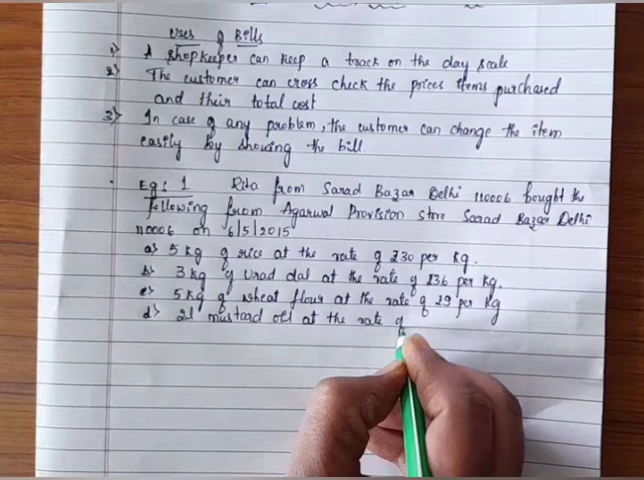 Uses of Bills
1) A shopkeeper can keep a track on the day scale
2) The customer can cross check the prices items purchased
and their total cost
3) In case of any problem, the customer can change the item
easily by showing the bill.
Eg: 1 Rita from Sarad Bazar Delhi 110006 bought the
following from Agarwal Provision store Sarad Bazar Delhi
110006 on 6/5/2015
a) 5 kg of rice at the rate of ₹30 per kg.
b) 3 kg of Urad dal at the rate of ₹36 per kg.
c) 5 kg of wheat flour at the rate of ₹9 per kg
d) 2l mustard oil at the rate of